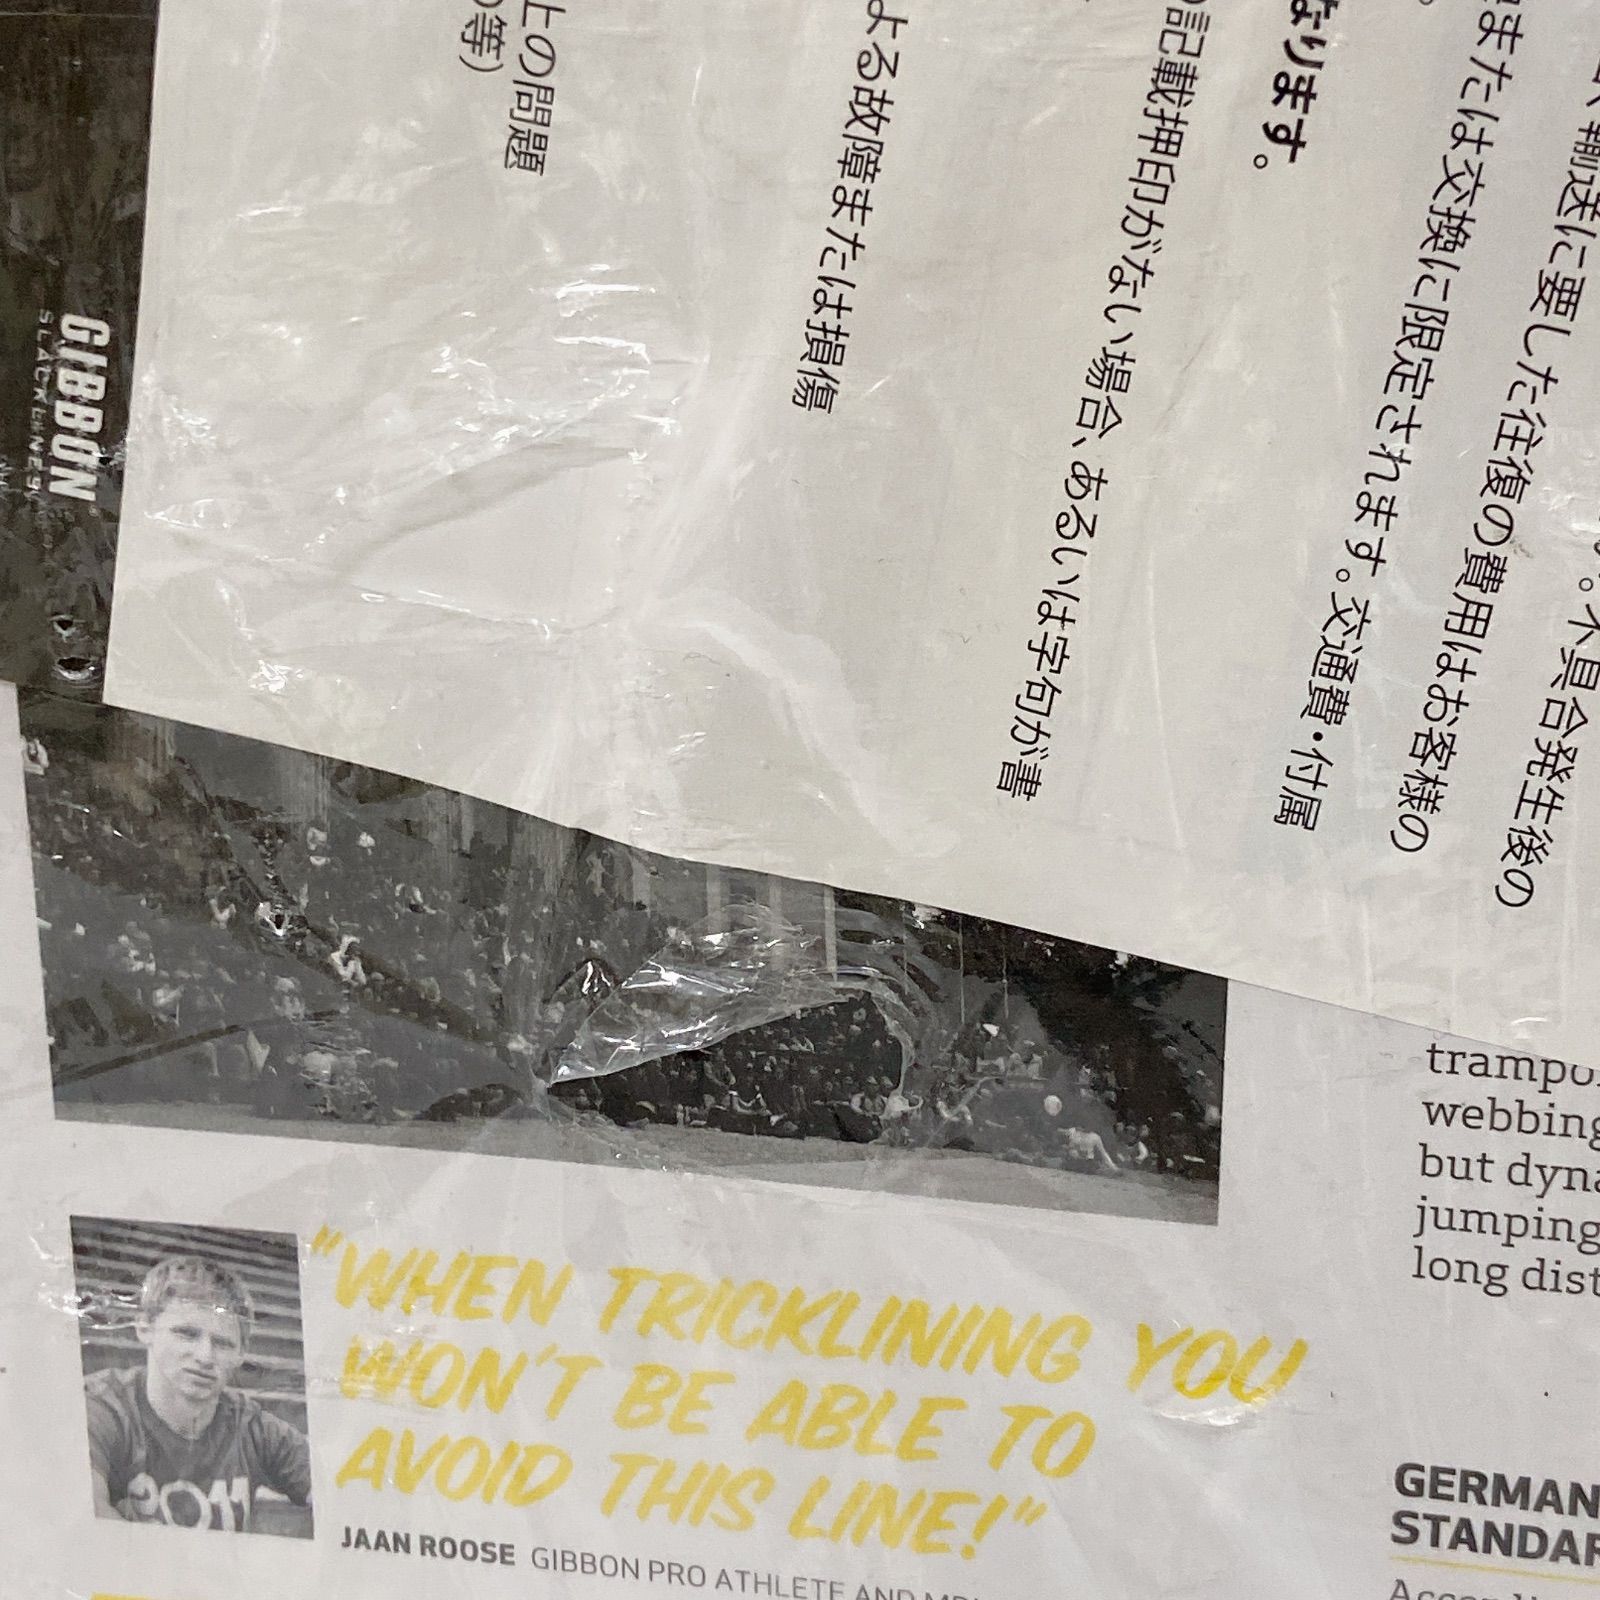 上の問題
等)
よる故障または損傷
記載押印がない場合、あるいは字句が書
なります。
または交換に限定されます。交通費・付属
輸送に要した往復の費用はお客様の
不具合発生後の
GIBBON
SLACKLINES
"WHEN TRICKLINING YOU
WON'T BE ABLE TO
AVOID THIS LINE!"
JAAN ROOSE GIBBON PRO ATHLETE AND
2011
webbing
but dyna
jumping
long dist
GERMAN
STANDAR